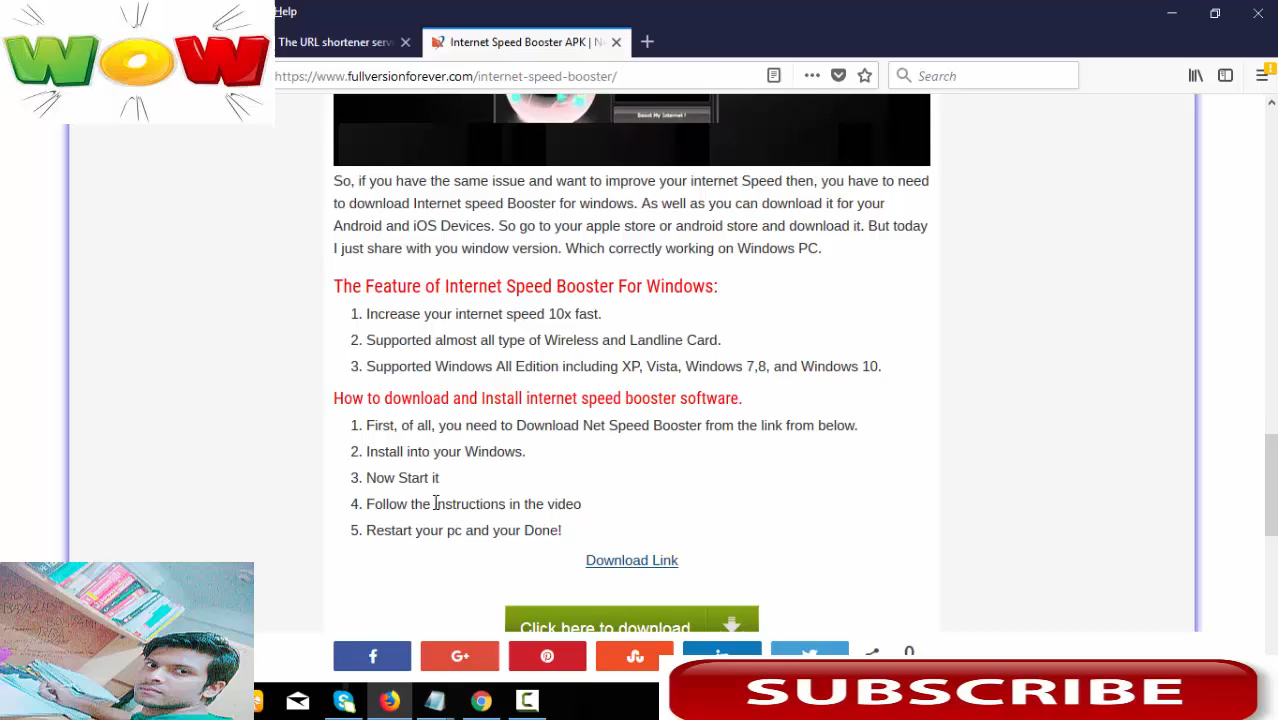 Help
WOW
The URL shortener serv
Internet Speed Booster APK | N
https://www.fullversionforever.com/internet-speed-booster/
Search
Boost My Internet !
So, if you have the same issue and want to improve your internet Speed then, you have to need
to download Internet speed Booster for windows. As well as you can download it for your
Android and iOS Devices. So go to your apple store or android store and download it. But today
I just share with you window version. Which correctly working on Windows PC.
The Feature of Internet Speed Booster For Windows:
1. Increase your internet speed 10x fast.
2. Supported almost all type of Wireless and Landline Card.
3. Supported Windows All Edition including XP, Vista, Windows 7,8, and Windows 10.
How to download and Install internet speed booster software.
1. First, of all, you need to Download Net Speed Booster from the link from below.
2. Install into your Windows.
3. Now Start it
4. Follow the Instructions in the video
5. Restart your pc and your Done!
Download Link
Click here to download
0
SUBSCRIBE